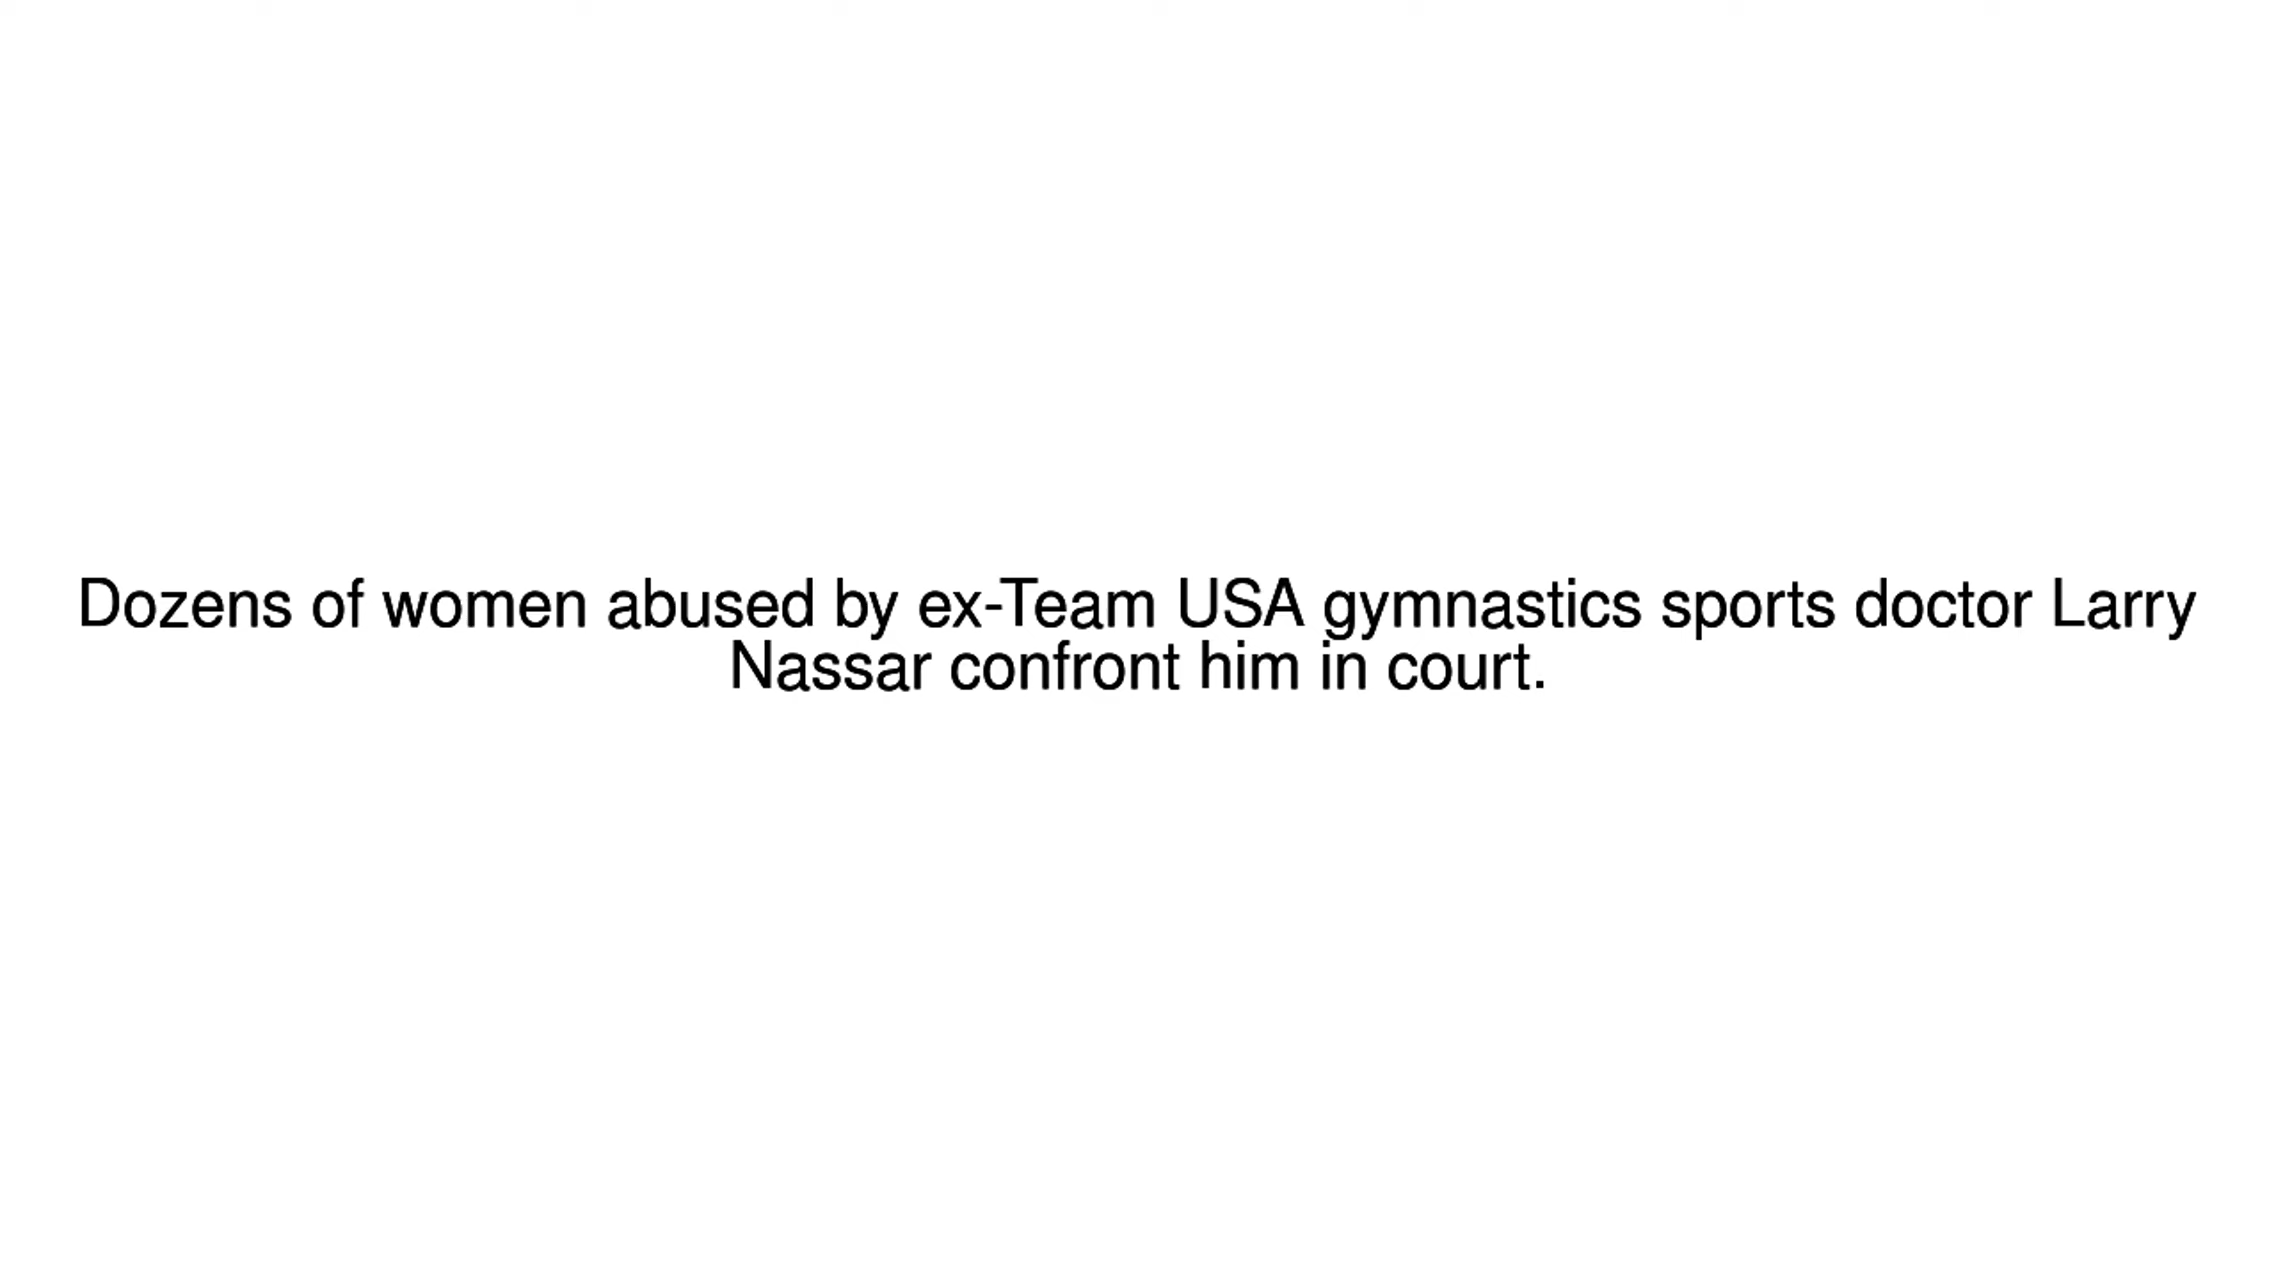 Dozens of women abused by ex-Team USA gymnastics sports doctor Larry
Nassar confront him in court.